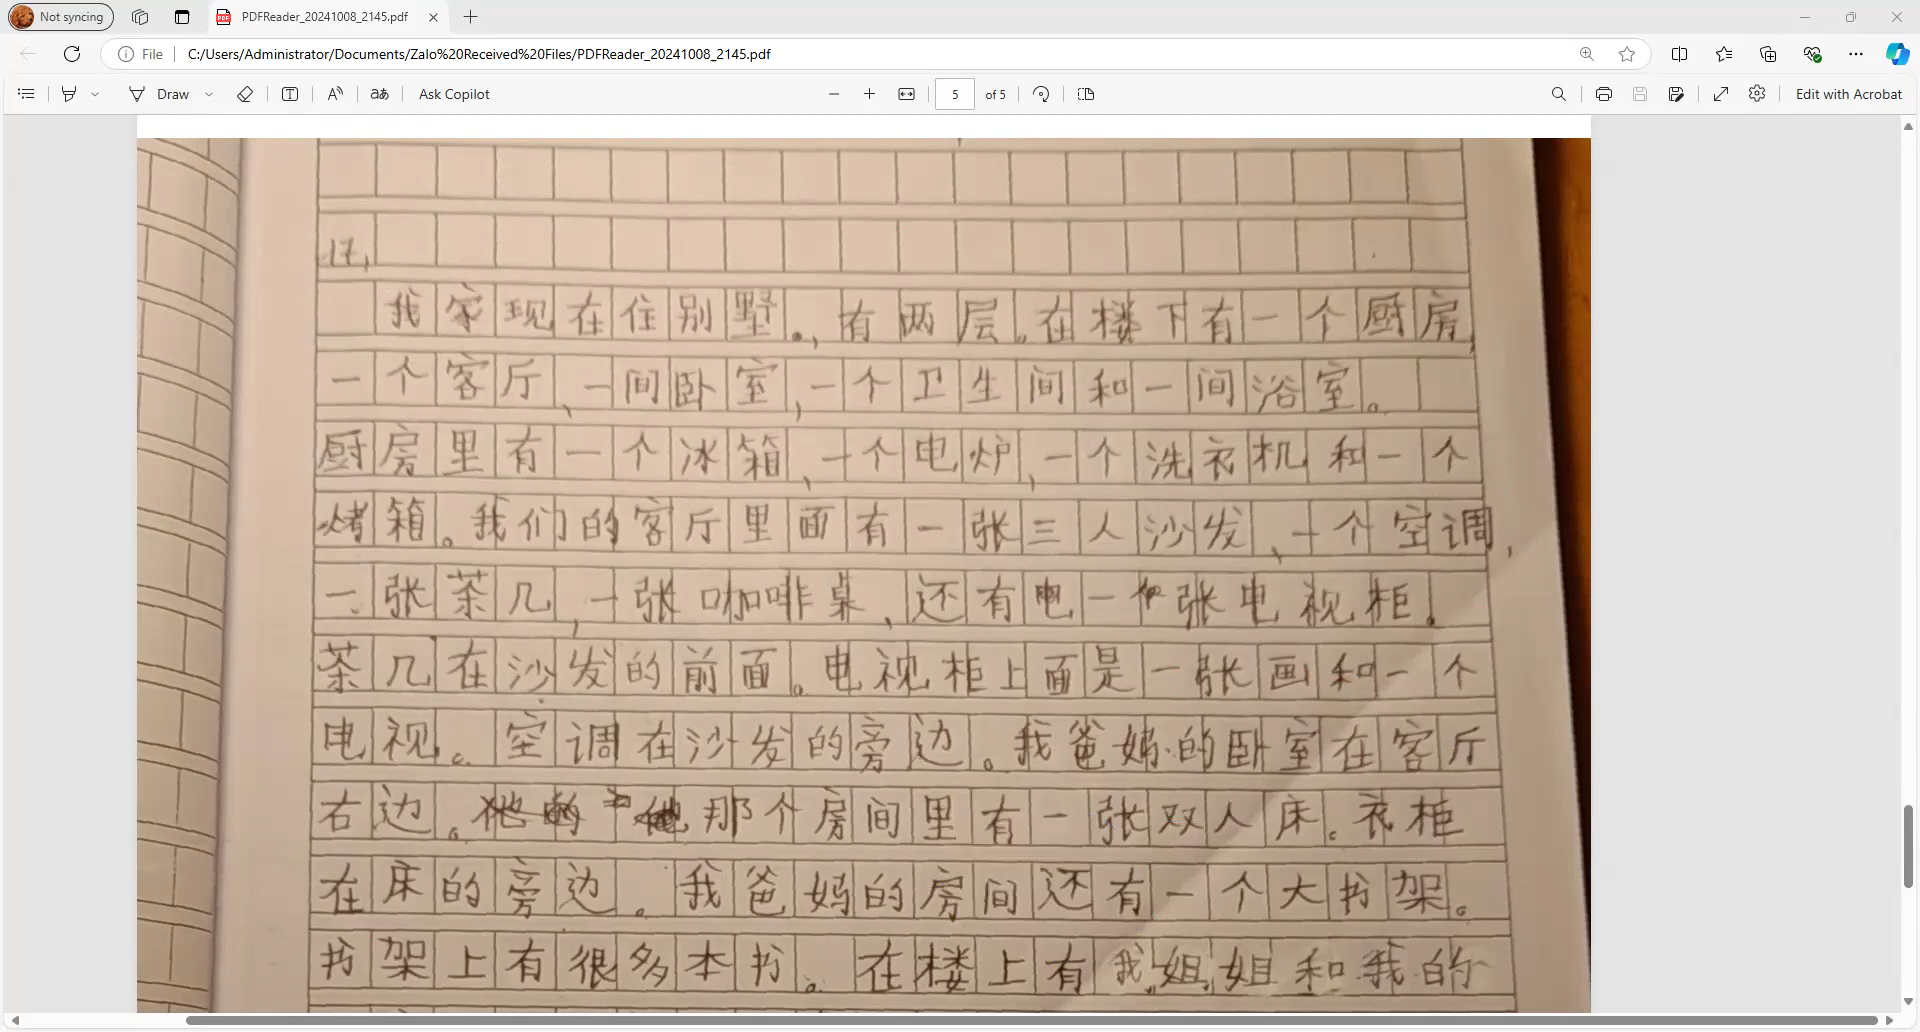 Not syncing
PDFReader_20241008_2145.pdf
File
C:/Users/Administrator/Documents/Zalo%20Received%20Files/PDFReader_20241008_2145.pdf
Draw
Ask Copilot
5 of 5
Edit with Acrobat
17.
我家现在住别墅。，有两层。在楼下有一个厨房，
一个客厅、一间卧室，一个卫生间和一间浴室。
厨房里有一个冰箱，一个电炉，一个洗衣机和一个
烤箱。我们的客厅里面有一张三人沙发、一个空调，
一张茶几，一张咖啡桌、还有电一张电视柜。
茶几在沙发的前面。电视柜上面是一张画和一个
电视。空调在沙发的旁边。我爸妈的卧室在客厅
右边。那个房间里有一张双人床。衣柜
在床的旁边。我爸妈的房间还有一个大书架。
书架上有很多本书。在楼上有我姐姐和我的